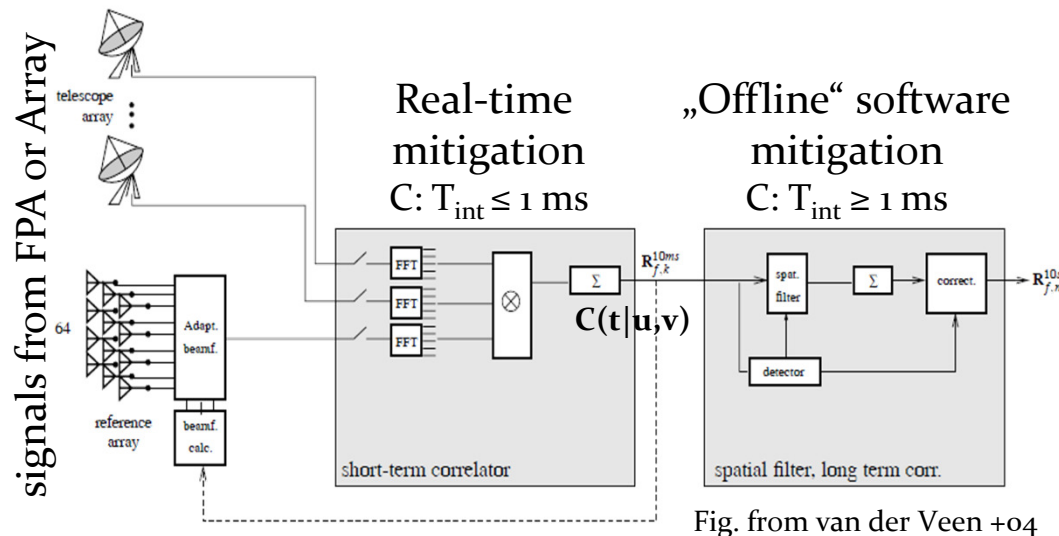 signals from FPA or Array
telescope
array
Real-time
mitigation
C: T_int ≤ 1 ms
„Offline“ software
mitigation
C: T_int ≥ 1 ms
64
reference
array
Adapt.
beamf.
beamf.
calc.
FFT
FFT
FFT
⊗
Σ
R^10ms_f,k
C(t|u,v)
short-term correlator
spat.
filter
Σ
correct.
detector
spatial filter, long term corr.
Fig. from van der Veen +04